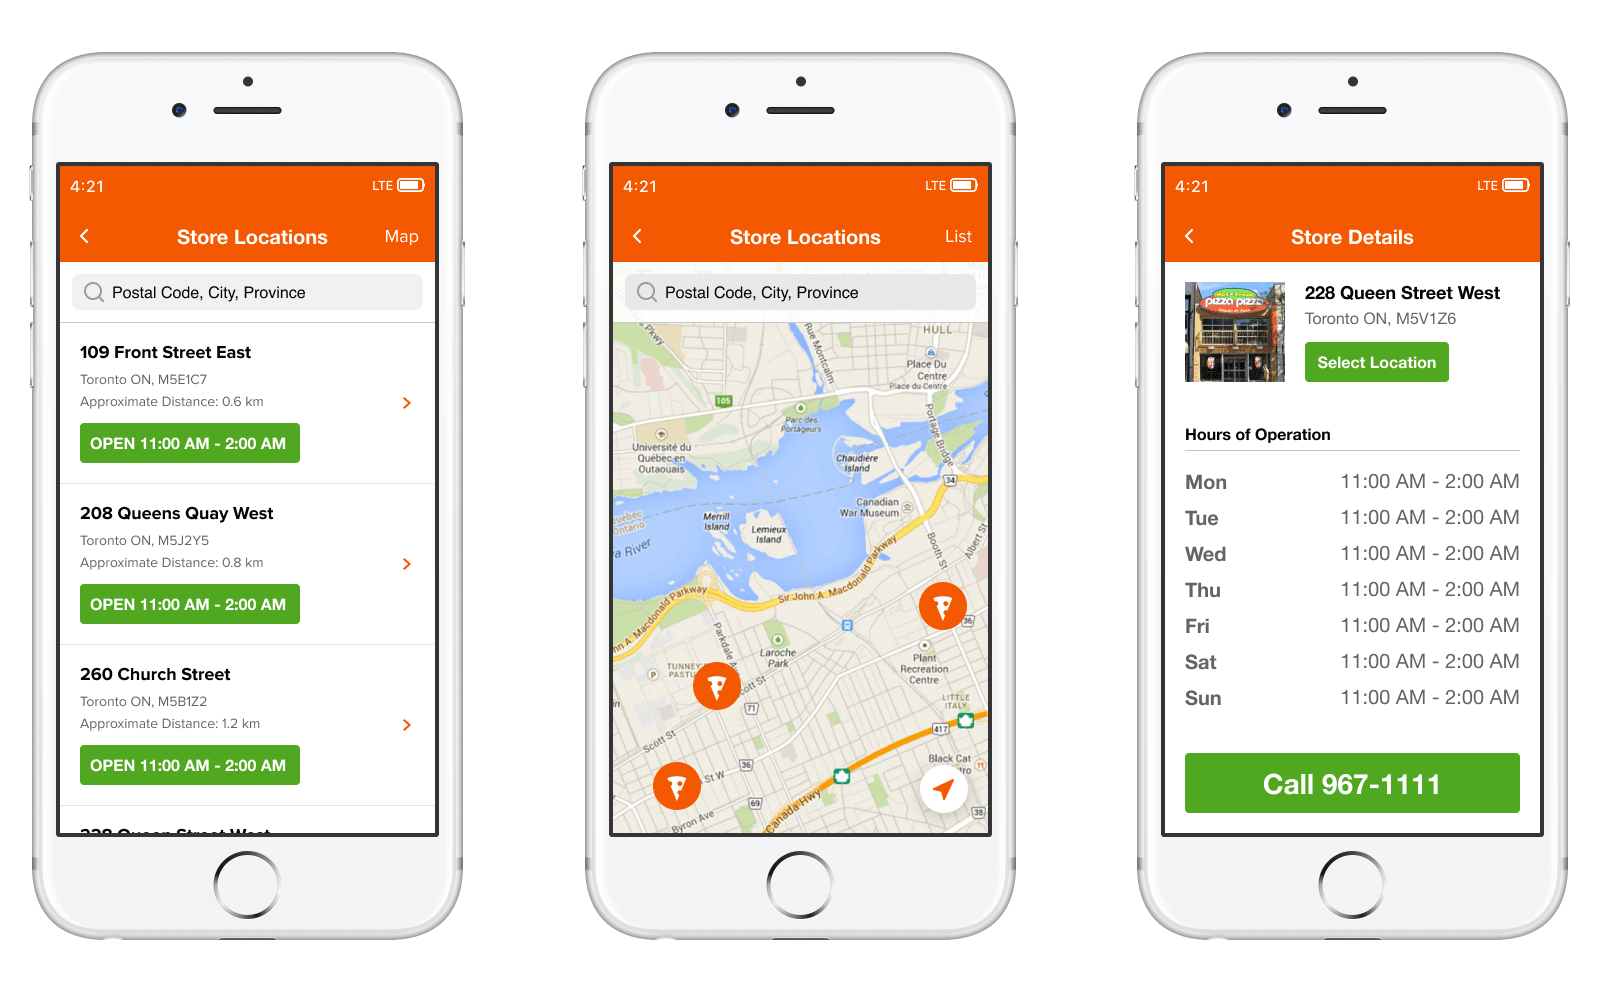 4:21
LTE
Store Locations
Map
Postal Code, City, Province
109 Front Street East
Toronto ON, M5E1C7
Approximate Distance: 0.6 km
OPEN 11:00 AM - 2:00 AM
208 Queens Quay West
Toronto ON, M5J2Y5
Approximate Distance: 0.8 km
OPEN 11:00 AM - 2:00 AM
260 Church Street
Toronto ON, M5B1Z2
Approximate Distance: 1.2 km
OPEN 11:00 AM - 2:00 AM
228 Queen Street West
4:21
LTE
Store Locations
List
Postal Code, City, Province
Pkwy
Rue Montcalm
HULL
Place Du
Centre
Place du Centre
105
Parc des
Portageurs
Portage Bridge
Université du
Québec en
Outaouais
Chaudière
Island
34
Canadian
War Museum
Québec
Ontario
Merrill
Island
Lemieux
Island
Booth St
Albert St
a River
Sir John A. Macdonald Parkway
hn A. Macdonald Parkway
36
Parkdale Av
Laroche
Park
P
TUNNEY'S
PASTU
Plant
Recreation
Centre
cott St
71
LITTLE
ITALY
417
Scott St
36
St W
Black Cat
tro
69
Byron Ave
Canada Hwy
38
4:21
LTE
Store Details
Hot & Fresh
pizza pizza
228 Queen Street West
Toronto ON, M5V1Z6
Select Location
Hours of Operation
Mon 11:00 AM - 2:00 AM
Tue 11:00 AM - 2:00 AM
Wed 11:00 AM - 2:00 AM
Thu 11:00 AM - 2:00 AM
Fri 11:00 AM - 2:00 AM
Sat 11:00 AM - 2:00 AM
Sun 11:00 AM - 2:00 AM
Call 967-1111